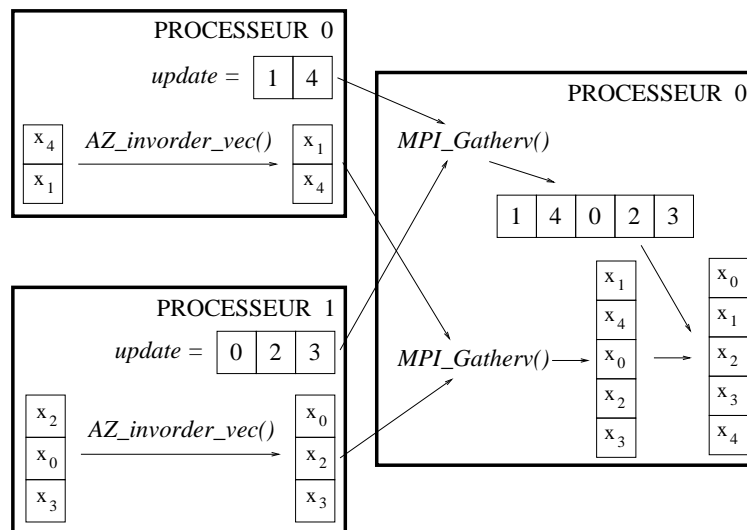 PROCESSEUR 0
update = 1 4
x4 AZ_invorder_vec() x1
x1 x4
PROCESSEUR 1
update = 0 2 3
x2 AZ_invorder_vec() x0
x0 x2
x3 x3
PROCESSEUR 0
MPI_Gatherv()
1 4 0 2 3
MPI_Gatherv()
x1 x0
x4 x1
x0 x2
x2 x3
x3 x4